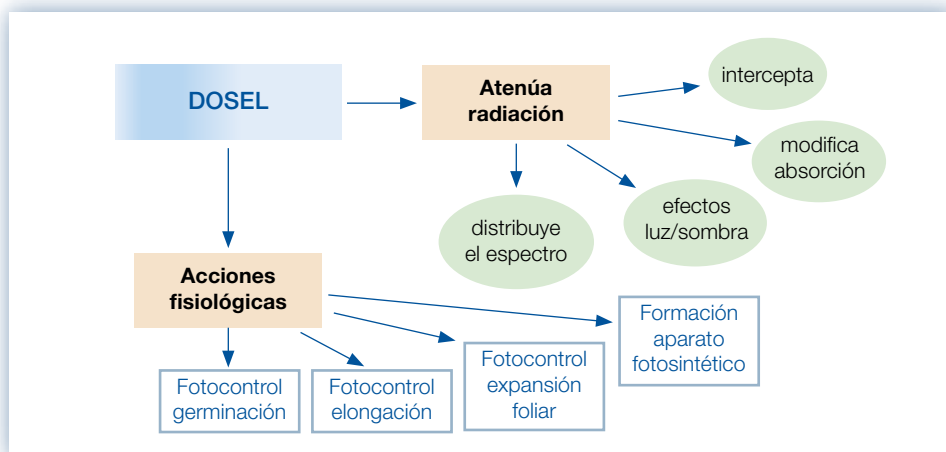 DOSEL
Atenúa
radiación
intercepta
modifica
absorción
efectos
luz/sombra
distribuye
el espectro
Acciones
fisiológicas
Formación
aparato
fotosintético
Fotocontrol
expansión
foliar
Fotocontrol
elongación
Fotocontrol
germinación